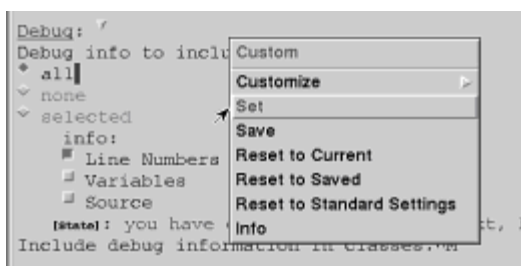 Debug:
Debug info to inclu
all
none
selected
info:
Line Numbers
Variables
Source
[State]: you have
t,
Include debug information in Classes.^M
Custom
Customize
Set
Save
Reset to Current
Reset to Saved
Reset to Standard Settings
Info